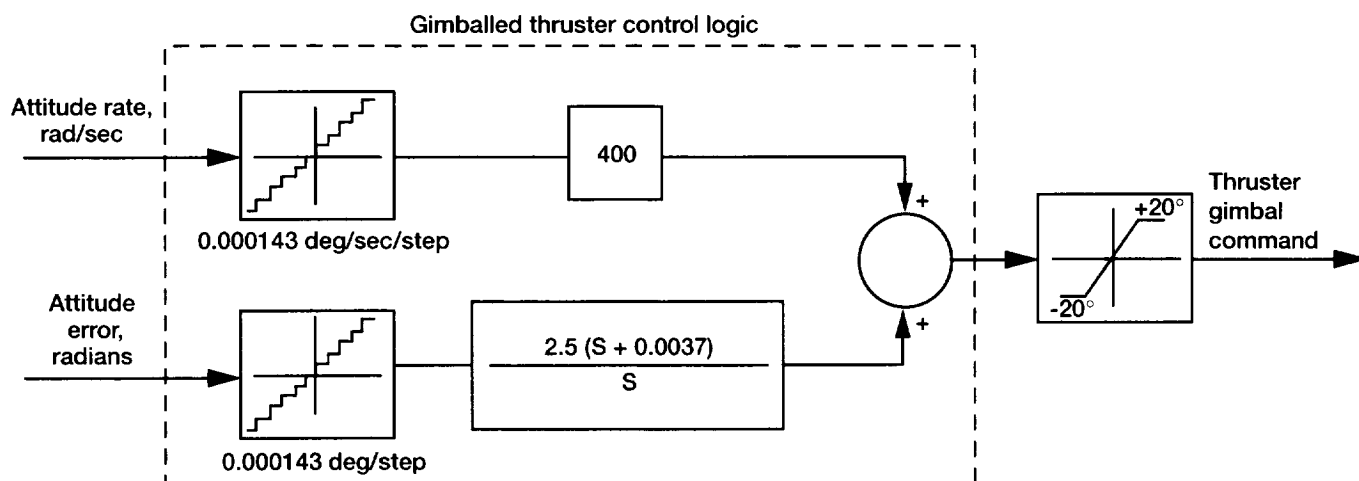 Gimballed thruster control logic
Attitude rate,
rad/sec
400
+
0.000143 deg/sec/step
Thruster
gimbal
command
+20°
-20°
Attitude
error,
radians
+
2.5 (S + 0.0037)
S
0.000143 deg/step